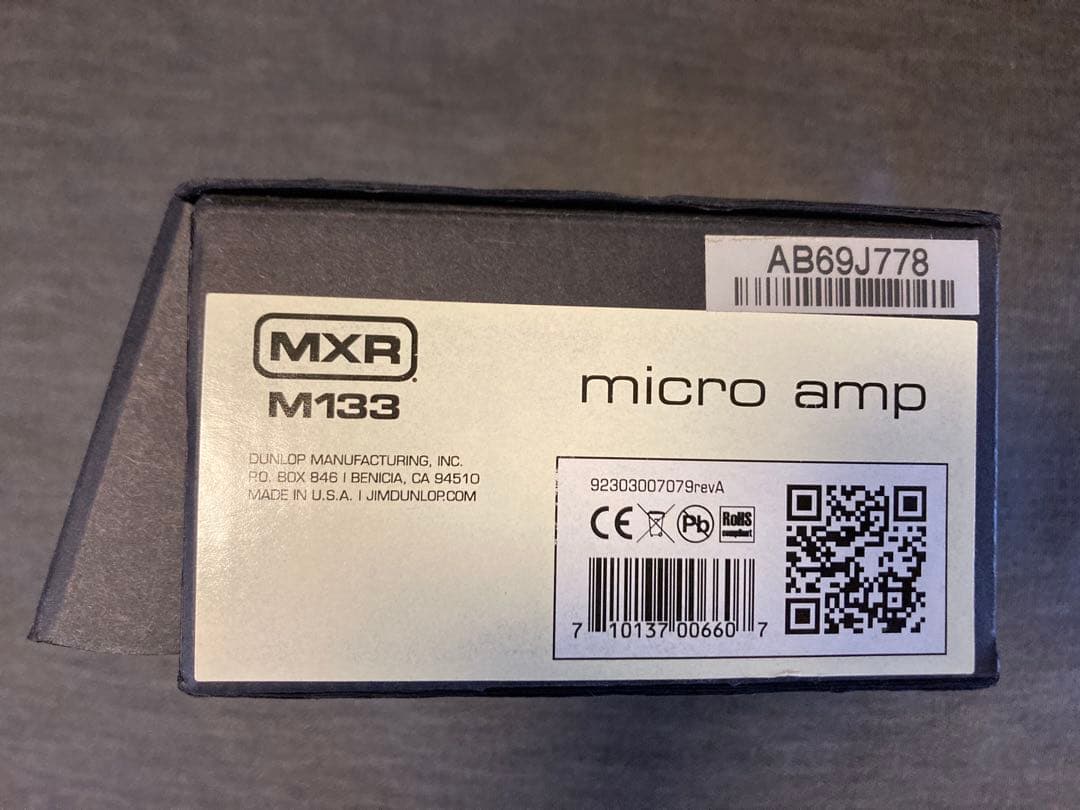 AB69J778
MXR
M133
micro amp
DUNLOP MANUFACTURING, INC.
P.O. BOX 846 | BENICIA, CA 94510
MADE IN U.S.A. | JIMDUNLOP.COM
92303007079revA
CE Pb RoHS
compliant
7 10137 00660 7